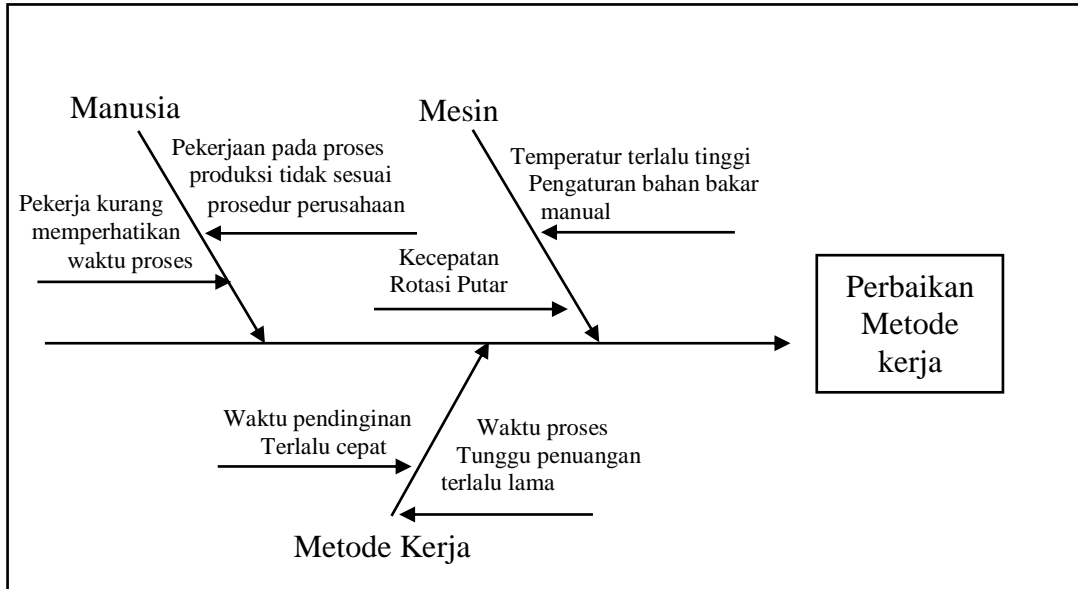 Manusia
Pekerjaan pada proses
produksi tidak sesuai
prosedur perusahaan
Pekerja kurang
memperhatikan
waktu proses
Mesin
Temperatur terlalu tinggi
Pengaturan bahan bakar
manual
Kecepatan
Rotasi Putar
Perbaikan
Metode
kerja
Waktu pendinginan
Terlalu cepat
Waktu proses
Tunggu penuangan
terlalu lama
Metode Kerja